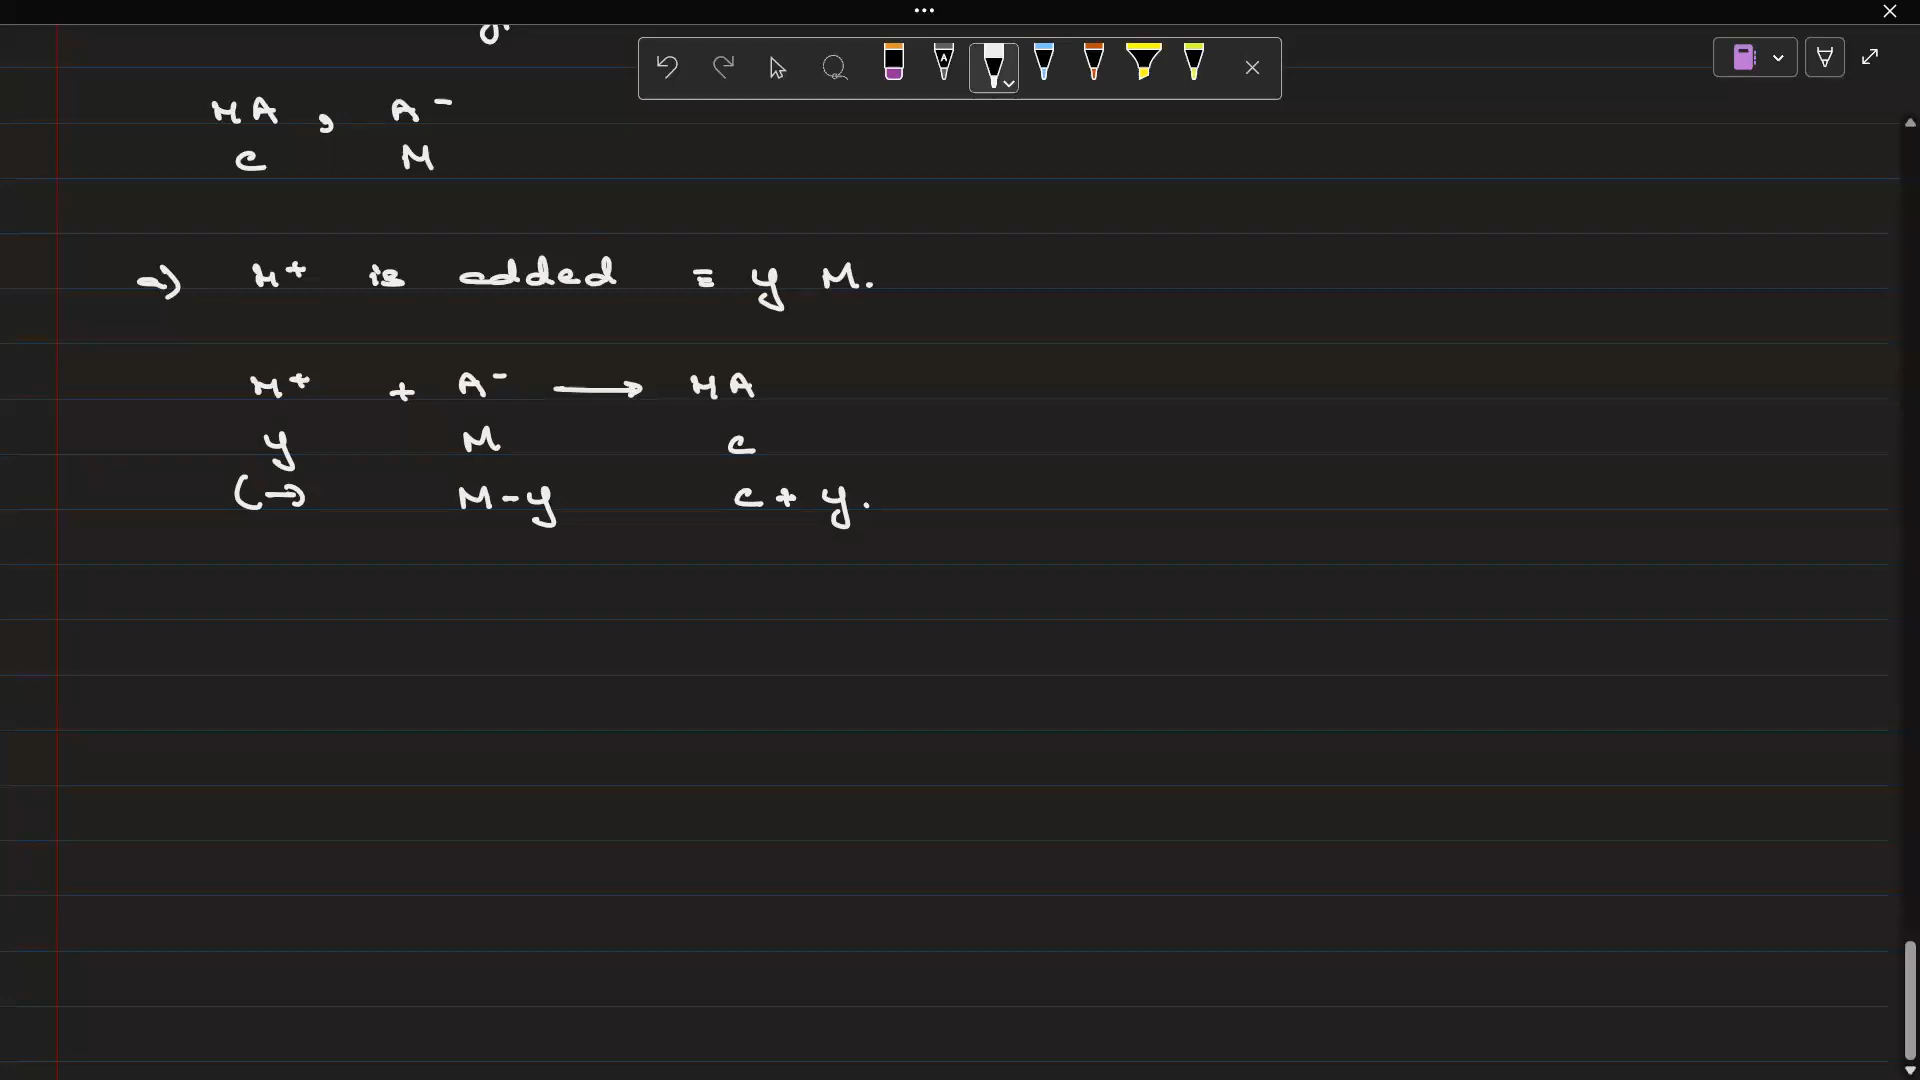 HA , A⁻
C M
a) H⁺ is added ≡ y M.
H⁺ + A⁻ ⟶ HA
y M C
(→) M-y C + y.